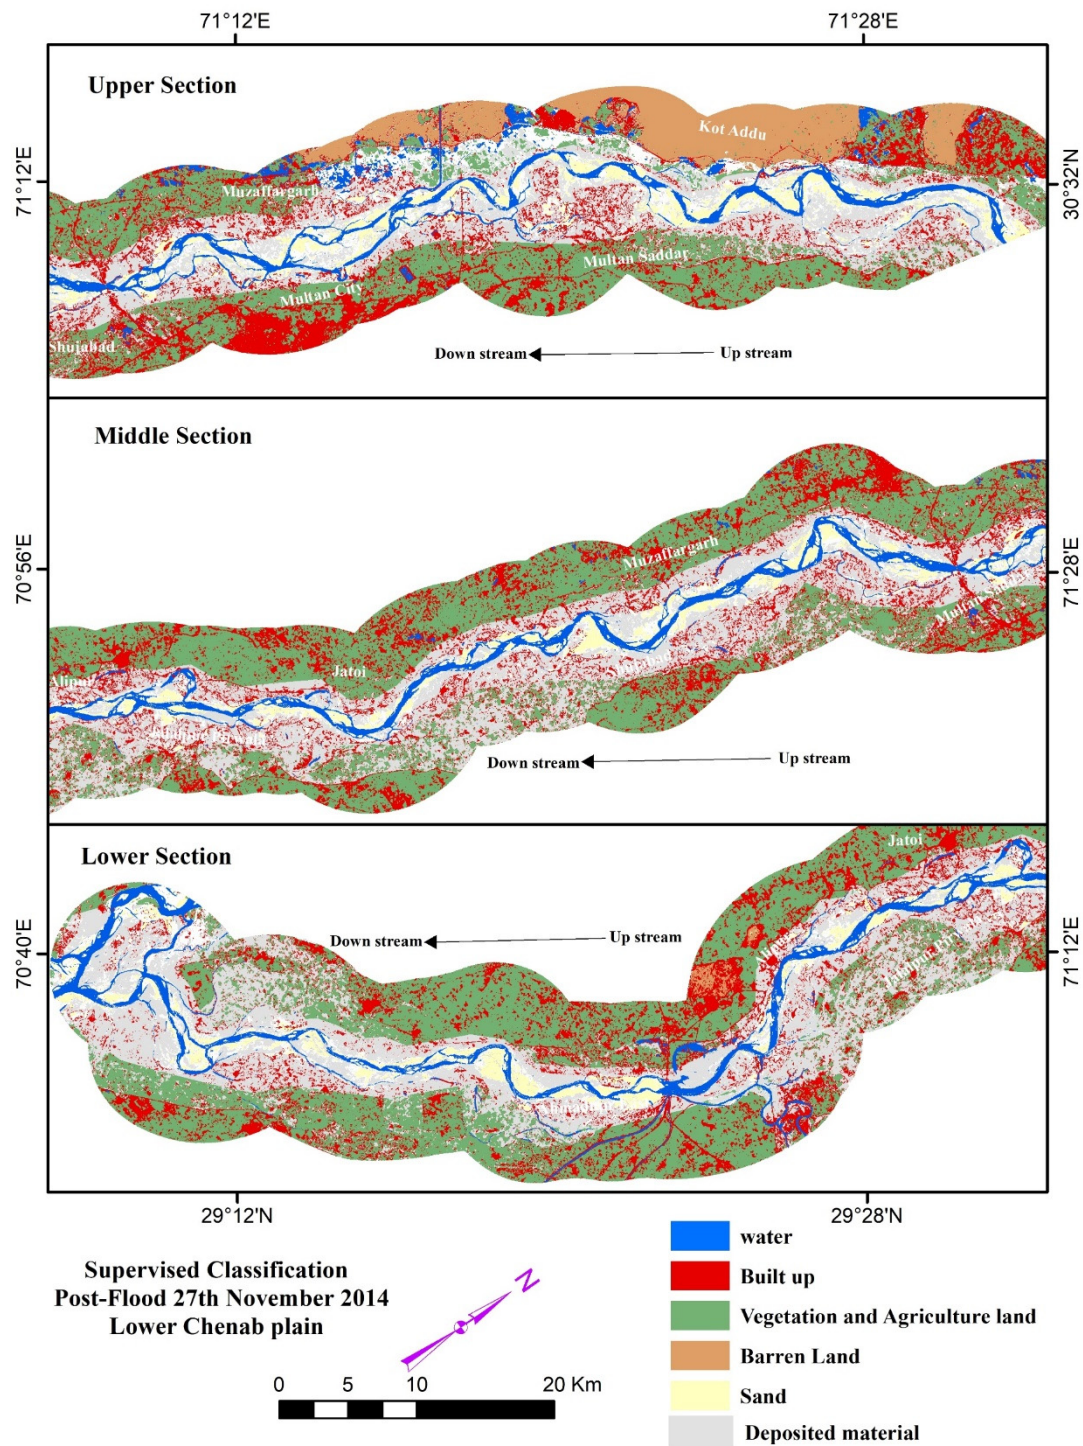 71°12'E
71°28'E
Upper Section
Kot Addu
71°12'E
Muzaffargarh
30°32'N
Multan Saddar
Multan City
Shujabad
Down stream
Up stream
Middle Section
70°56'E
Muzaffargarh
71°28'E
Jatoi
Alipur
Down stream
Up stream
Lower Section
Jatoi
Down stream
Up stream
70°40'E
Alipur
71°12'E
29°12'N
29°28'N
water
Supervised Classification
Post-Flood 27th November 2014
Lower Chenab plain
N
Built up
Vegetation and Agriculture land
Barren Land
0 5 10 20 Km
Sand
Deposited material